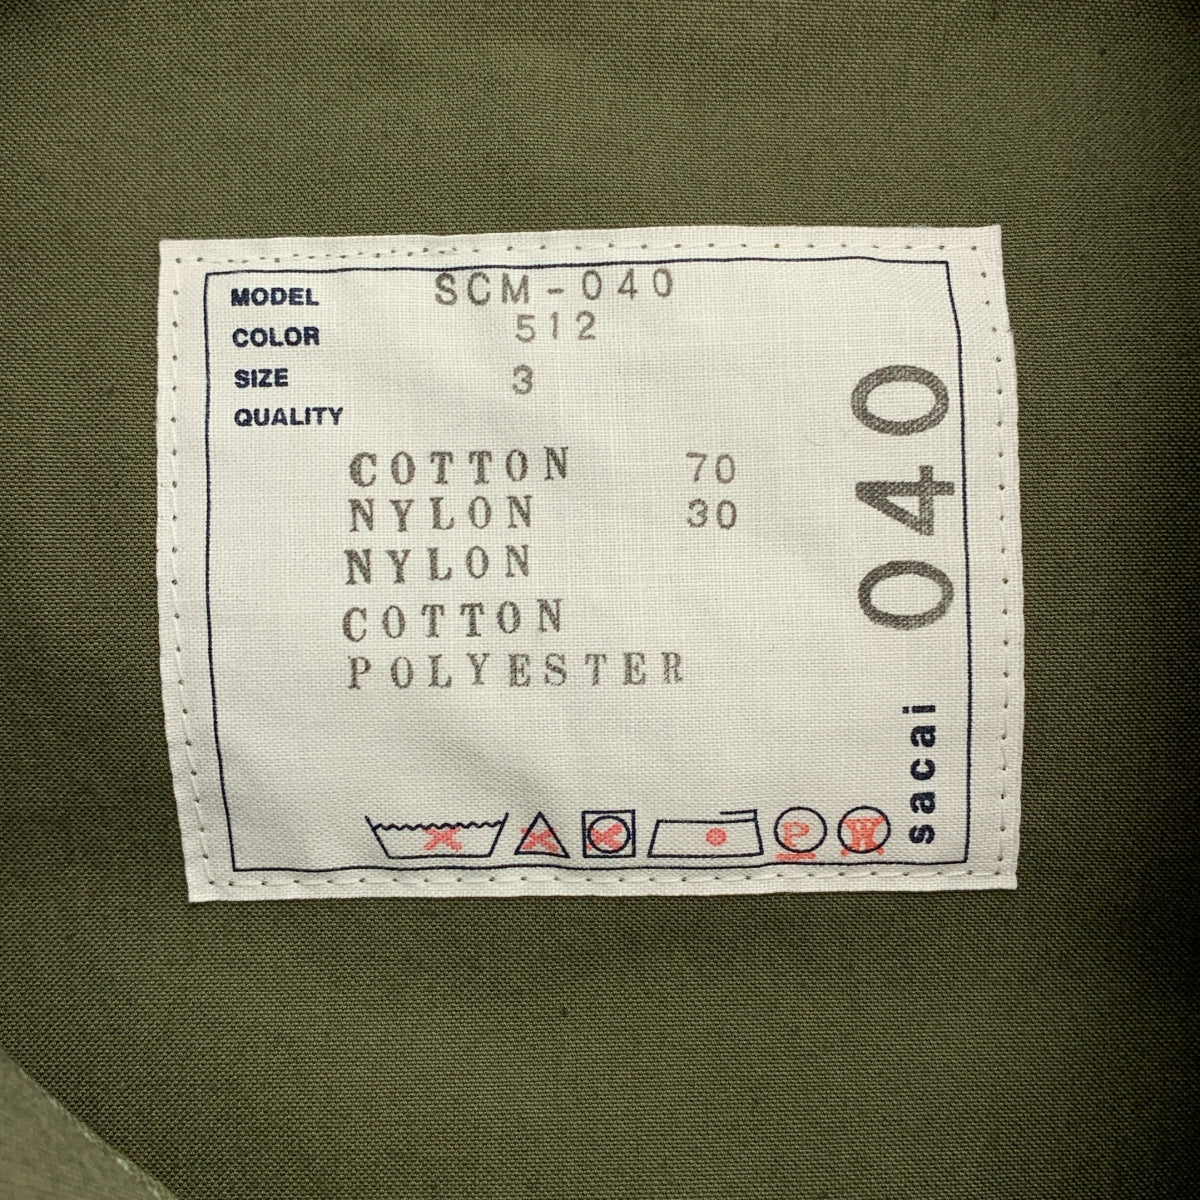 MODEL SCM-040
COLOR 512
SIZE 3
QUALITY
COTTON 70
NYLON 30
NYLON
COTTON
POLYESTER
P W
sacai 040